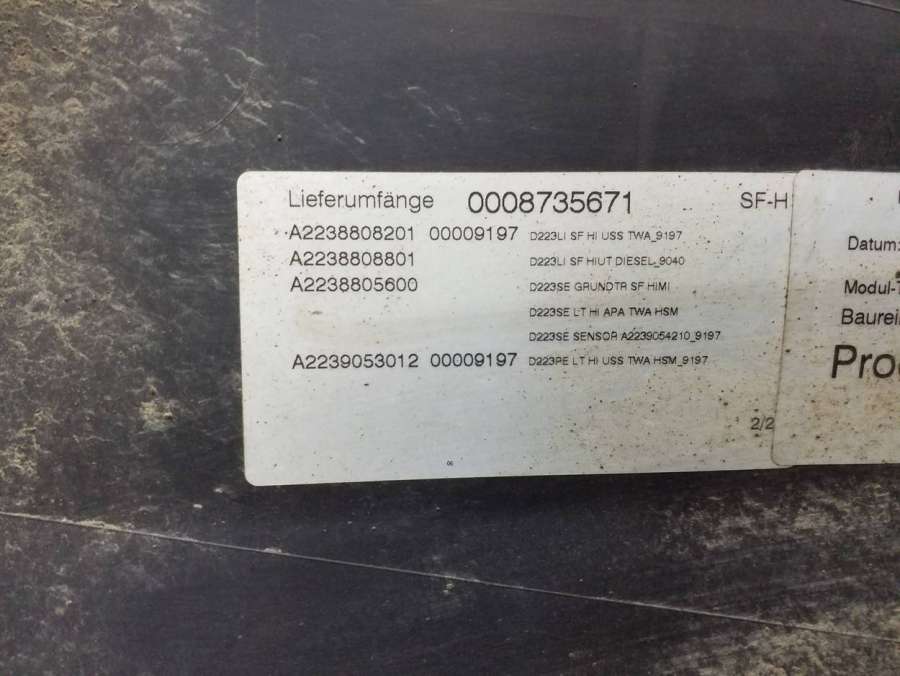 Lieferumfänge 0008735671 SF-H
A2238808201 00009197 D223LI SF HI USS TWA_9197
A2238808801 D223LI SF HIUT DIESEL_9040
A2238805600 D223SE GRUNDTR SF HIMI
D223SE LT HI APA TWA HSM
D223SE SENSOR A2239054210_9197
A2239053012 00009197 D223PE LT HI USS TWA HSM_9197
2/2
06
Datum:
Modul-T
Baurei
Pro